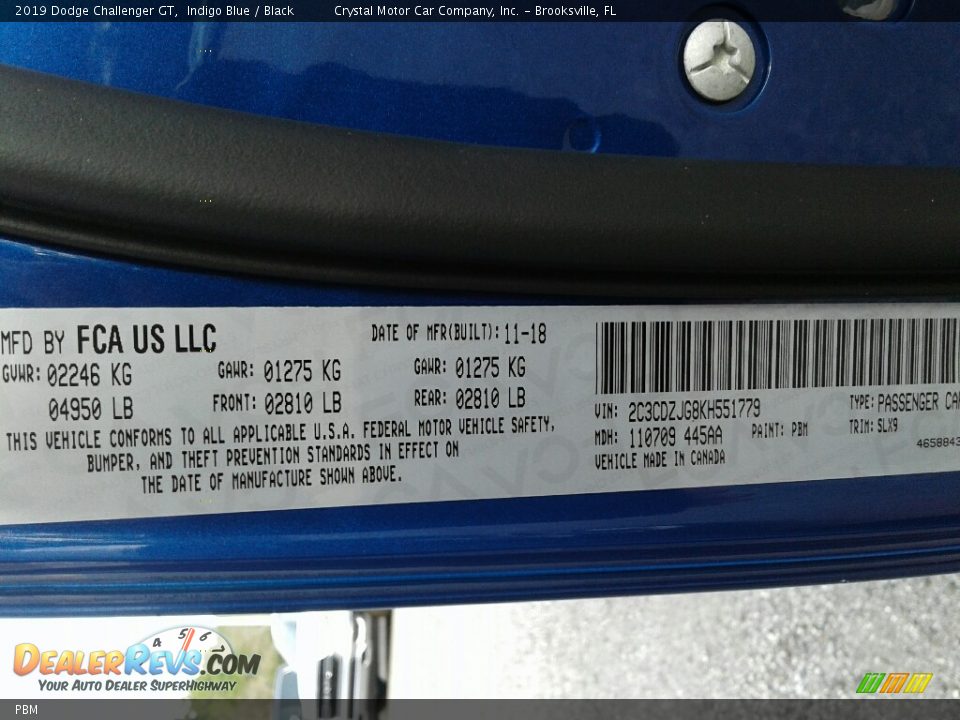 2019 Dodge Challenger GT, Indigo Blue / Black Crystal Motor Car Company, Inc. - Brooksville, FL
MFD BY FCA US LLC DATE OF MFR(BUILT): 11-18
GVWR: 02246 KG GAWR: 01275 KG GAWR: 01275 KG
04950 LB FRONT: 02810 LB REAR: 02810 LB
THIS VEHICLE CONFORMS TO ALL APPLICABLE U.S.A. FEDERAL MOTOR VEHICLE SAFETY,
BUMPER, AND THEFT PREVENTION STANDARDS IN EFFECT ON
THE DATE OF MANUFACTURE SHOWN ABOVE.
VIN: 2C3CDZJG8KH551779 TYPE: PASSENGER CAR
MDH: 110709 445AA PAINT: PBM TRIM: SLX9
VEHICLE MADE IN CANADA 4658843
4 5 6
DEALERREVS.COM
YOUR AUTO DEALER SUPERHIGHWAY
PBM